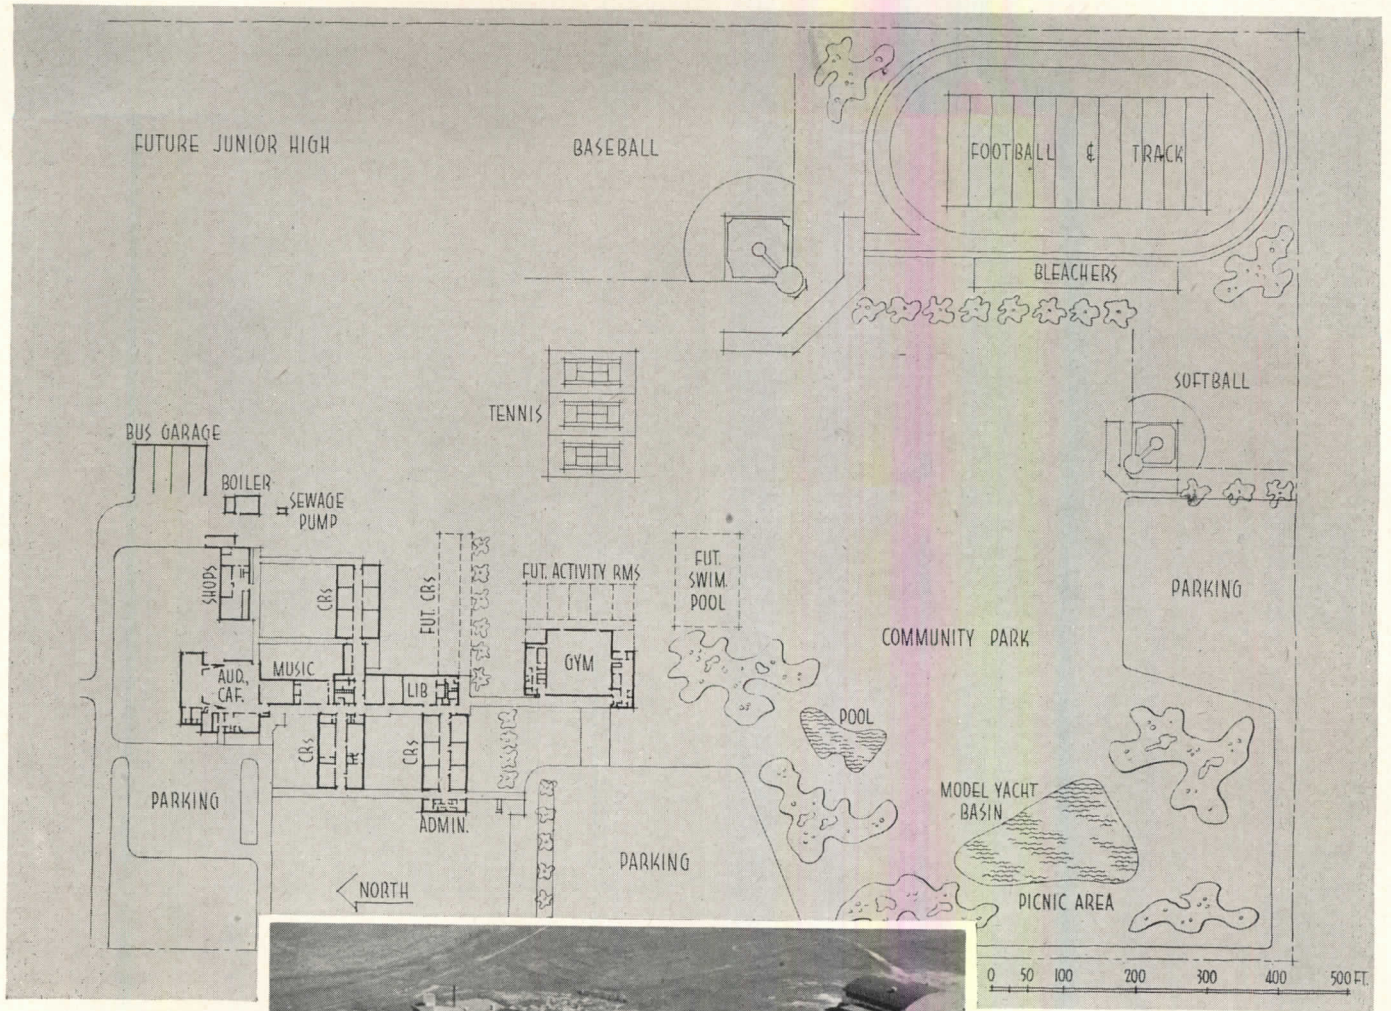 FUTURE JUNIOR HIGH
BASEBALL
FOOTBALL & TRACK
BLEACHERS
SOFTBALL
TENNIS
BUS GARAGE
BOILER
SEWAGE
PUMP
SHOPS
CRs
FUT. CRs
FUT. ACTIVITY RMS
FUT.
SWIM.
POOL
PARKING
COMMUNITY PARK
GYM
MUSIC
AUD.,
CAF.
LIB
CRs
CRs
POOL
MODEL YACHT
BASIN
PARKING
ADMIN.
PARKING
NORTH
PICNIC AREA
0 50 100 200 300 400 500 FT.